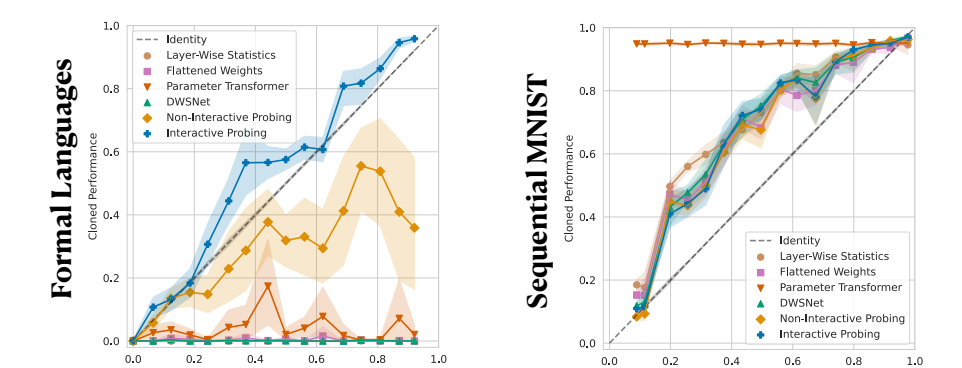 Formal Languages
Cloned Performance
1.0
0.8
0.6
0.4
0.2
0.0
Identity
Layer-Wise Statistics
Flattened Weights
Parameter Transformer
DWSNet
Non-Interactive Probing
Interactive Probing
0.0 0.2 0.4 0.6 0.8 1.0
Sequential MNIST
Cloned Performance
1.0
0.8
0.6
0.4
0.2
0.0
Identity
Layer-Wise Statistics
Flattened Weights
Parameter Transformer
DWSNet
Non-Interactive Probing
Interactive Probing
0.0 0.2 0.4 0.6 0.8 1.0